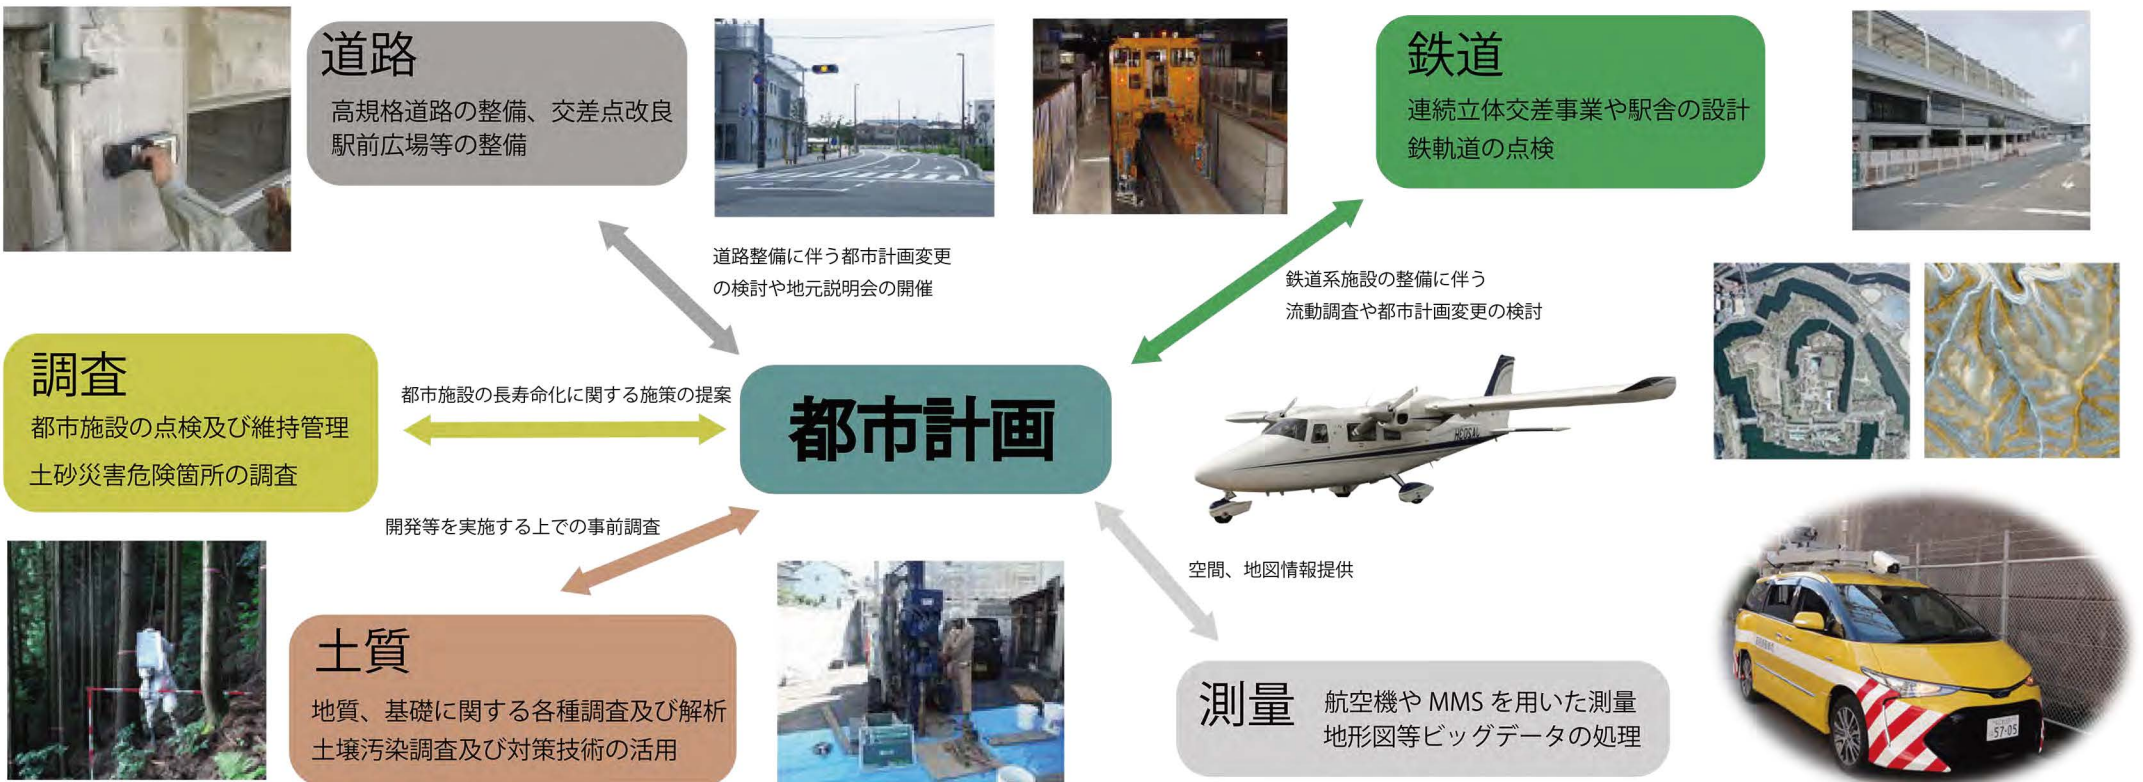 道路
高規格道路の整備、交差点改良
駅前広場等の整備
鉄道
連続立体交差事業や駅舎の設計
鉄軌道の点検
道路整備に伴う都市計画変更
の検討や地元説明会の開催
鉄道系施設の整備に伴う
流動調査や都市計画変更の検討
調査
都市施設の点検及び維持管理
土砂災害危険箇所の調査
都市施設の長寿命化に関する施策の提案
都市計画
開発等を実施する上での事前調査
空間、地図情報提供
土質
地質、基礎に関する各種調査及び解析
土壌汚染調査及び対策技術の活用
測量
航空機や MMS を用いた測量
地形図等ビッグデータの処理
57-05